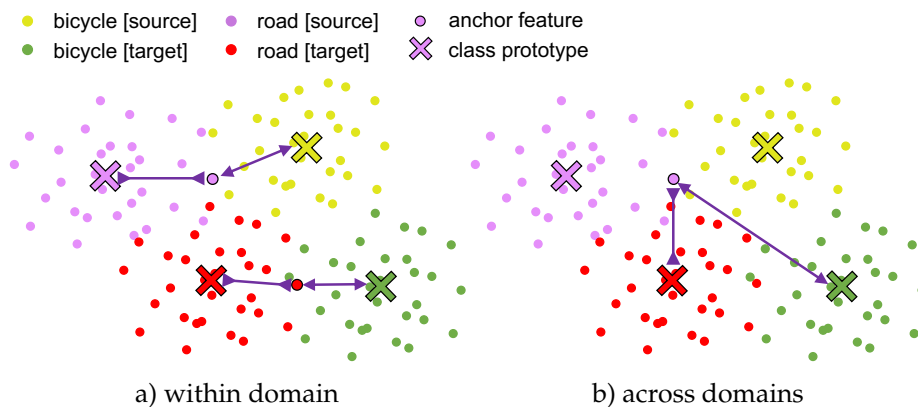 bicycle [source] road [source] anchor feature
bicycle [target] road [target] class prototype
a) within domain b) across domains